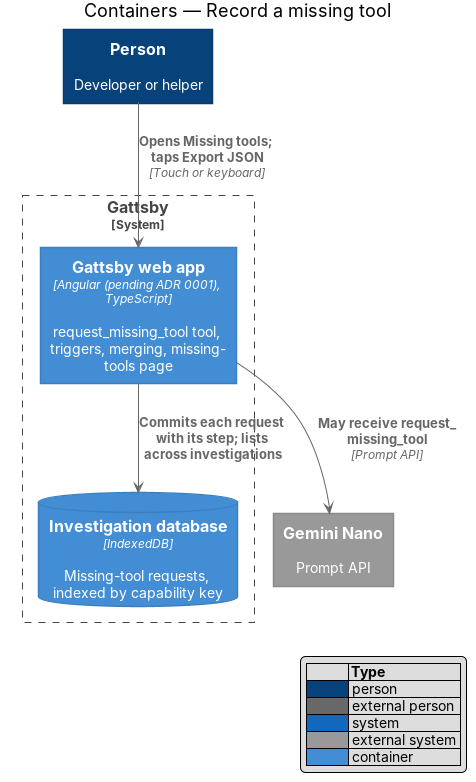 Containers — Record a missing tool
Person
Developer or helper
Opens Missing tools;
taps Export JSON
[Touch or keyboard]
Gattsby
[System]
Gattsby web app
[Angular (pending ADR 0001),
TypeScript]
request_missing_tool tool,
triggers, merging, missing-
tools page
Commits each request
with its step; lists
across investigations
May receive request_
missing_tool
[Prompt API]
Investigation database
[IndexedDB]
Missing-tool requests,
indexed by capability key
Gemini Nano
Prompt API
Type
person
external person
system
external system
container